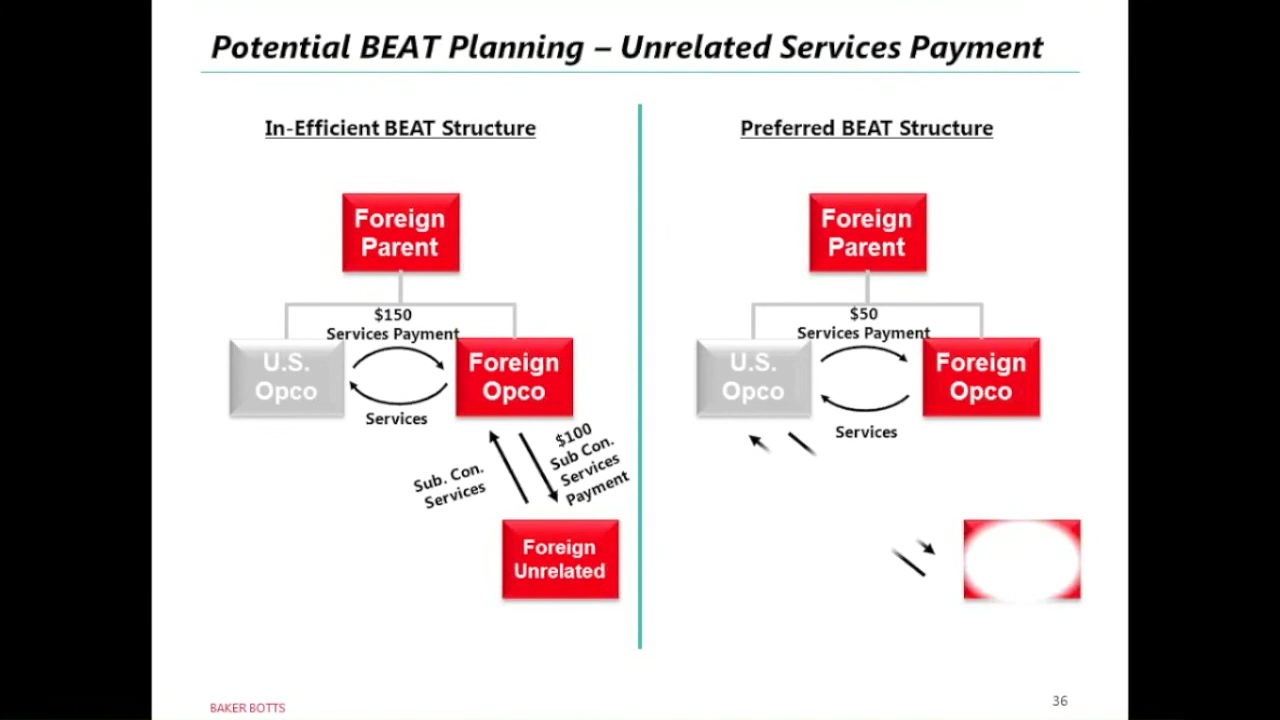 Potential BEAT Planning – Unrelated Services Payment
In-Efficient BEAT Structure
Foreign
Parent
$150
Services Payment
U.S.
Opco
Foreign
Opco
Services
Sub. Con.
Services
$100
Sub Con.
Services
Payment
Foreign
Unrelated
Preferred BEAT Structure
Foreign
Parent
$50
Services Payment
U.S.
Opco
Foreign
Opco
Services
BAKER BOTTS
36